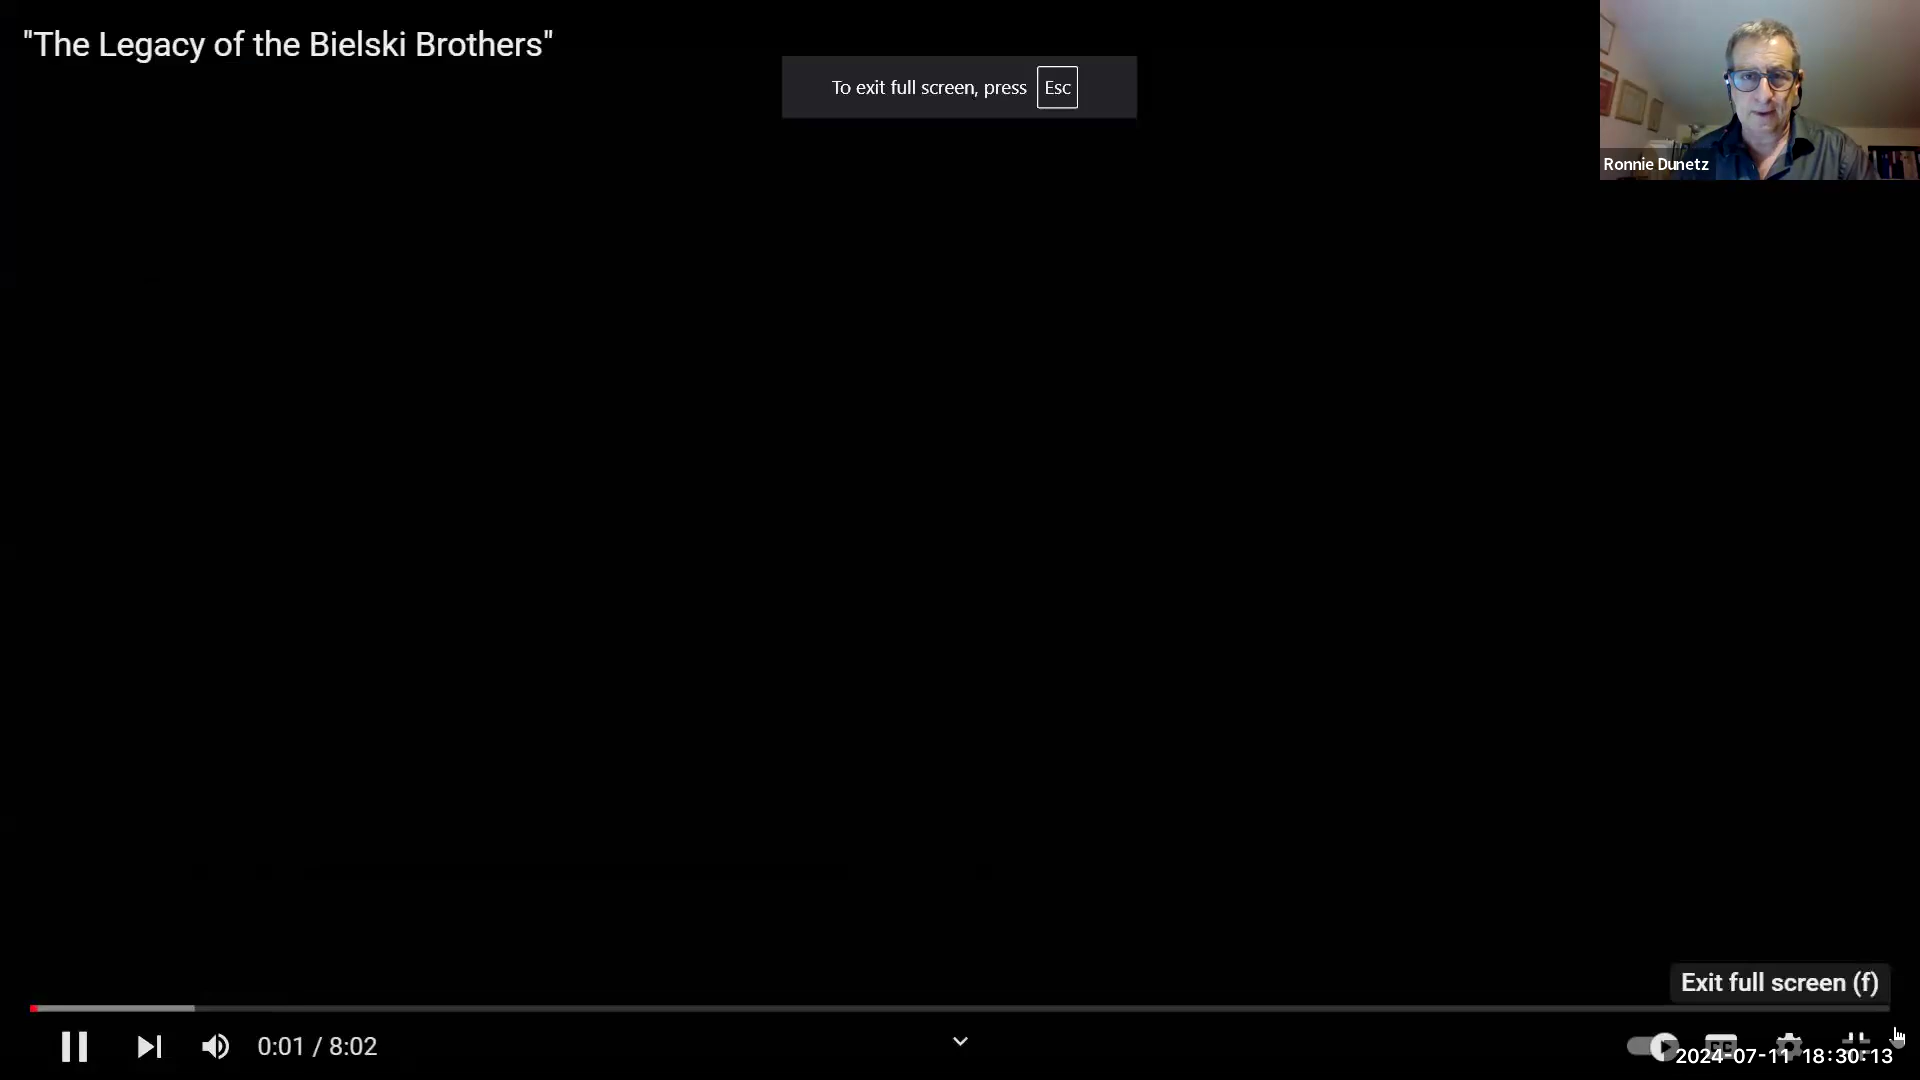 "The Legacy of the Bielski Brothers"
To exit full screen, press Esc
Ronnie Dunetz
Exit full screen (f)
0:01 / 8:02
CC
2024-07-11 18:30:13